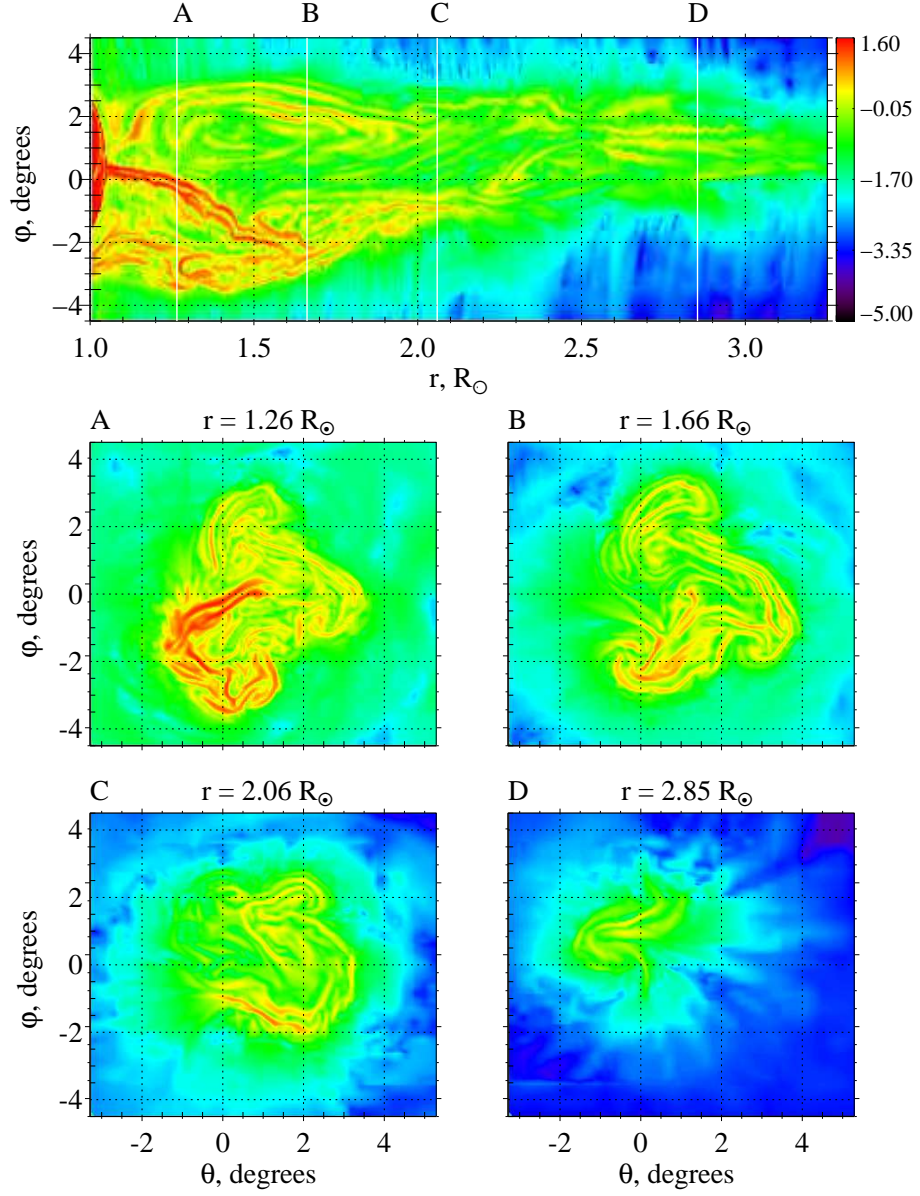 A B C D
4
2
0
−2
−4
φ, degrees
1.60
−0.05
−1.70
−3.35
−5.00
1.0 1.5 2.0 2.5 3.0
r, R☉
A r = 1.26 R☉
B r = 1.66 R☉
4
2
0
-2
-4
φ, degrees
4
2
0
-2
-4
C r = 2.06 R☉
D r = 2.85 R☉
4
2
0
-2
-4
φ, degrees
4
2
0
-2
-4
-2 0 2 4
θ, degrees
-2 0 2 4
θ, degrees